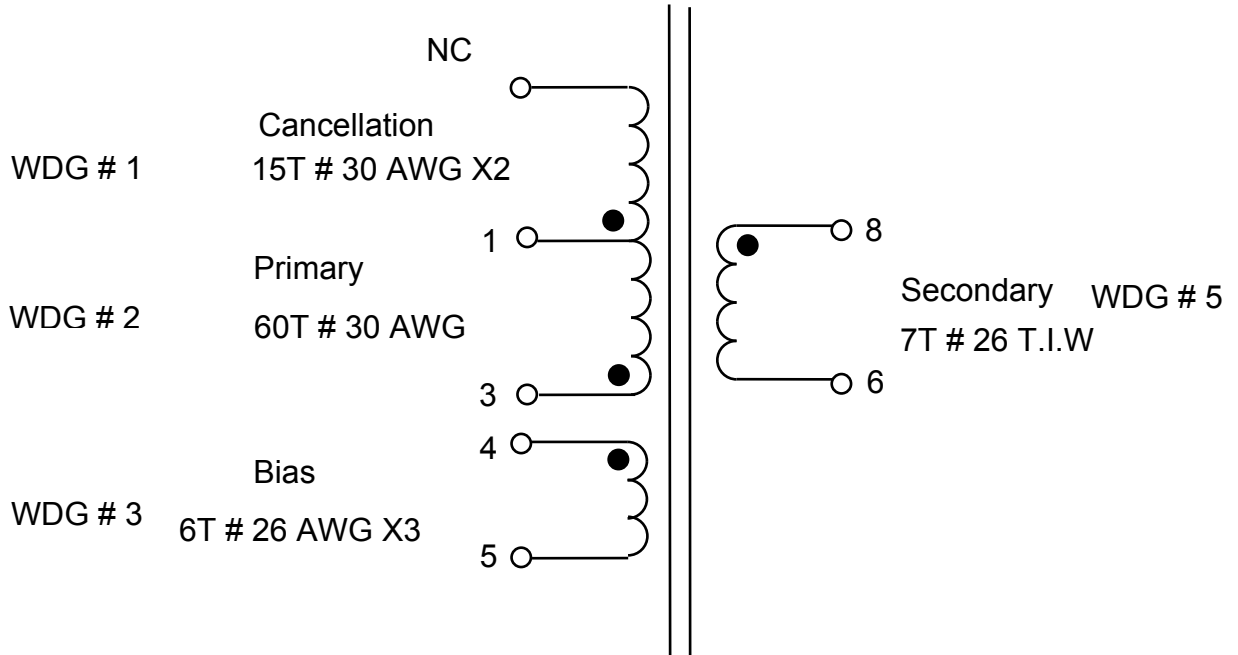 NC
Cancellation
WDG # 1
15T # 30 AWG X2
1
Primary
WDG # 2
60T # 30 AWG
3
4
Bias
WDG # 3
6T # 26 AWG X3
5
8
Secondary
WDG # 5
7T # 26 T.I.W
6